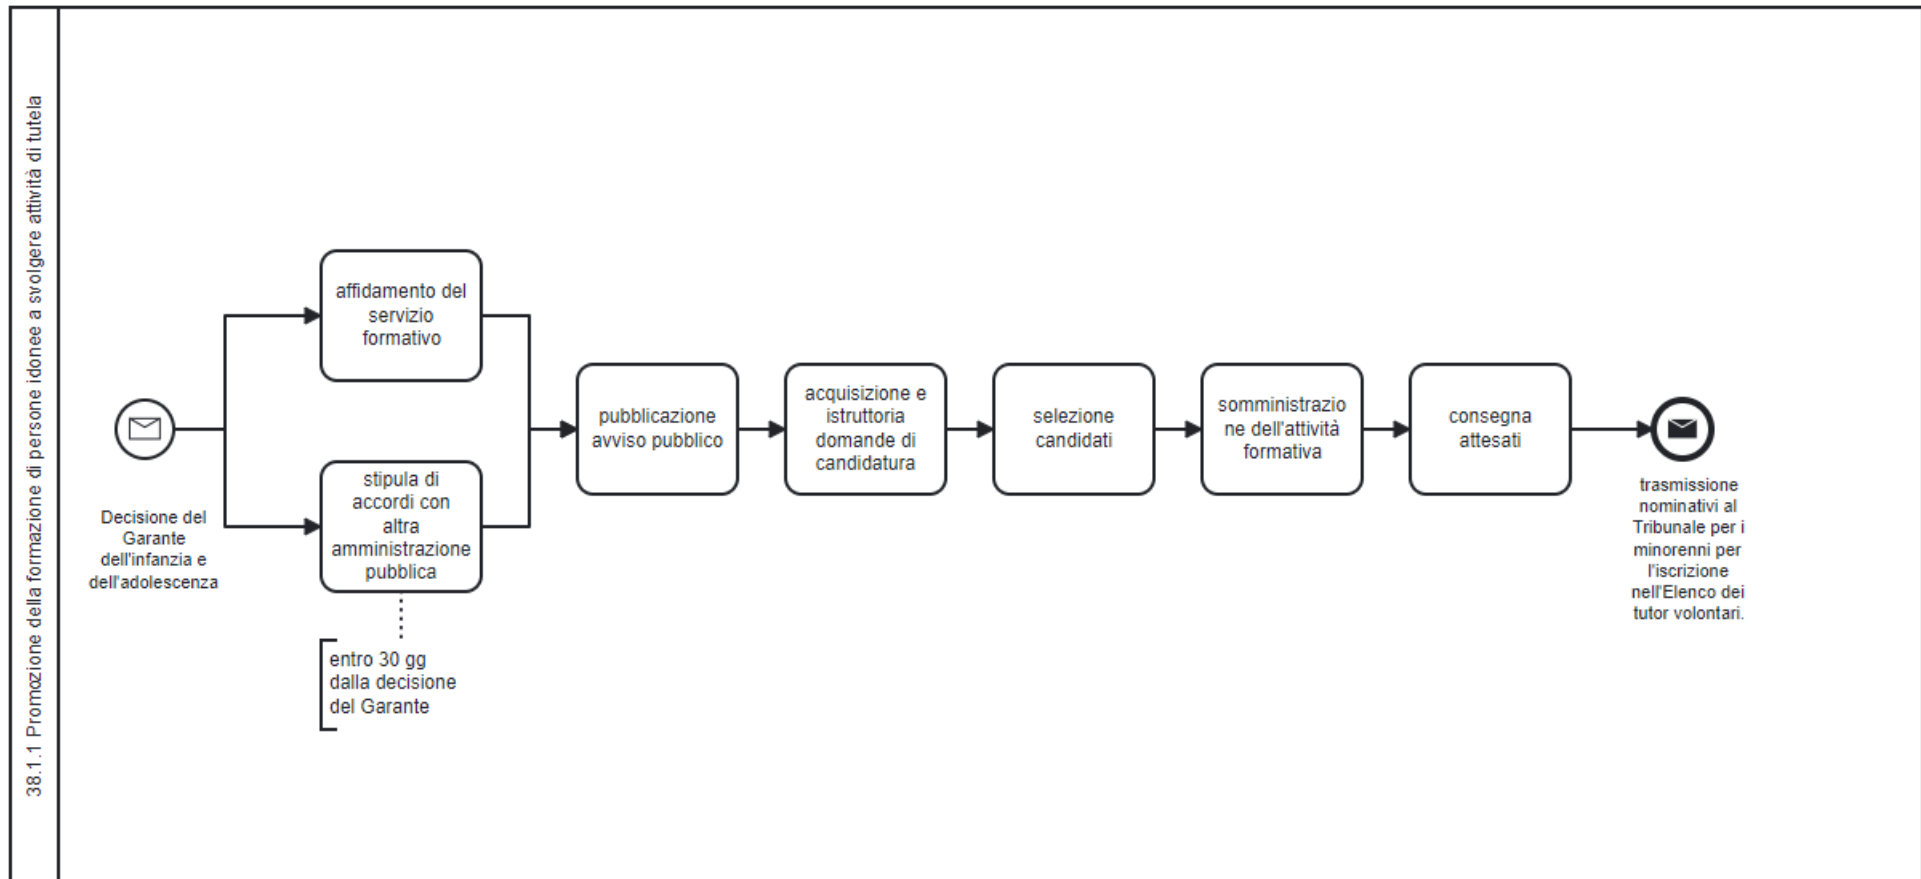 38.1.1 Promozione della formazione di persone idonee a svolgere attività di tutela
Decisione del
Garante
dell'infanzia e
dell'adolescenza
affidamento del
servizio
formativo
stipula di
accordi con
altra
amministrazione
pubblica
entro 30 gg
dalla decisione
del Garante
pubblicazione
avviso pubblico
acquisizione e
istruttoria
domande di
candidatura
selezione
candidati
somministrazio
ne dell'attività
formativa
consegna
attesati
trasmissione
nominativi al
Tribunale per i
minorenni per
l'iscrizione
nell'Elenco dei
tutor volontari.